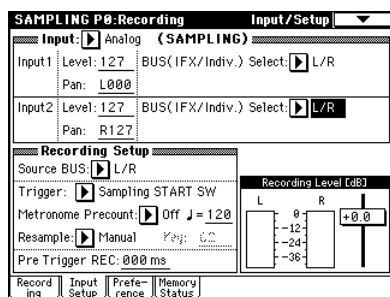 SAMPLING P0:Recording Input/Setup
Input: Analog (SAMPLING)
Input1 Level: 127 BUS(IFX/Indiv.) Select: L/R
Pan: L000
Input2 Level: 127 BUS(IFX/Indiv.) Select: L/R
Pan: R127
Recording Setup
Source BUS: L/R
Trigger: Sampling START SW
Metronome Precount: Off ♩= 120
Resample: Manual Key: C2
Pre Trigger REC: 000 ms
Recording Level [dB]
L R
0
+0.0
-12
-24
-36
Record ing Input Setup Prefe- rence Memory Status